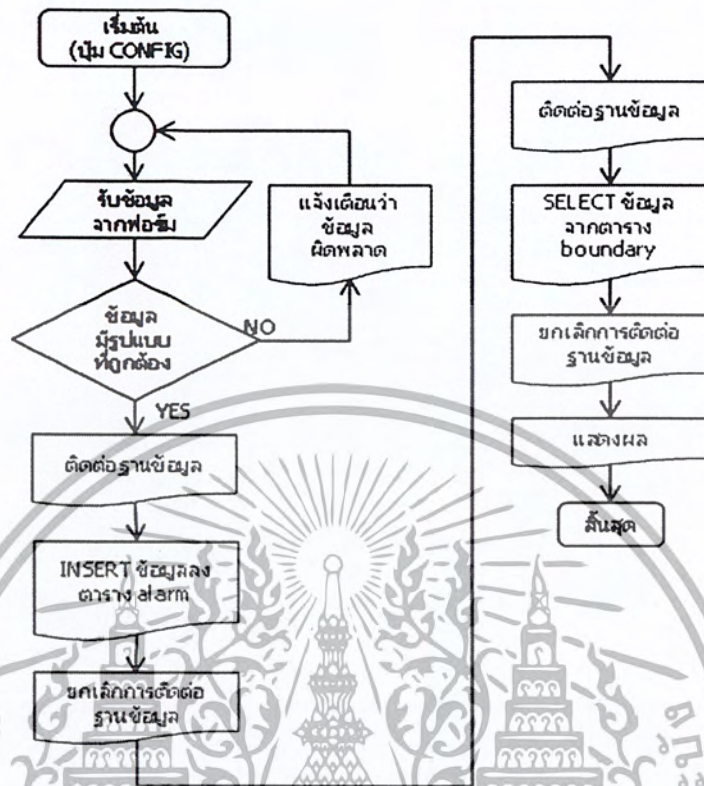 เริ่มต้น
(ปุ่ม CONFIG)
รับข้อมูล
จากฟอร์ม
แจ้งเตือนว่า
ข้อมูล
ผิดพลาด
ข้อมูล
มีรูปแบบ
ที่ถูกต้อง
NO
YES
ติดต่อฐานข้อมูล
INSERT ข้อมูลลง
ตาราง alarm
ยกเลิกการติดต่อ
ฐานข้อมูล
ติดต่อฐานข้อมูล
SELECT ข้อมูล
จากตาราง
boundary
ยกเลิกการติดต่อ
ฐานข้อมูล
แสดงผล
สิ้นสุด